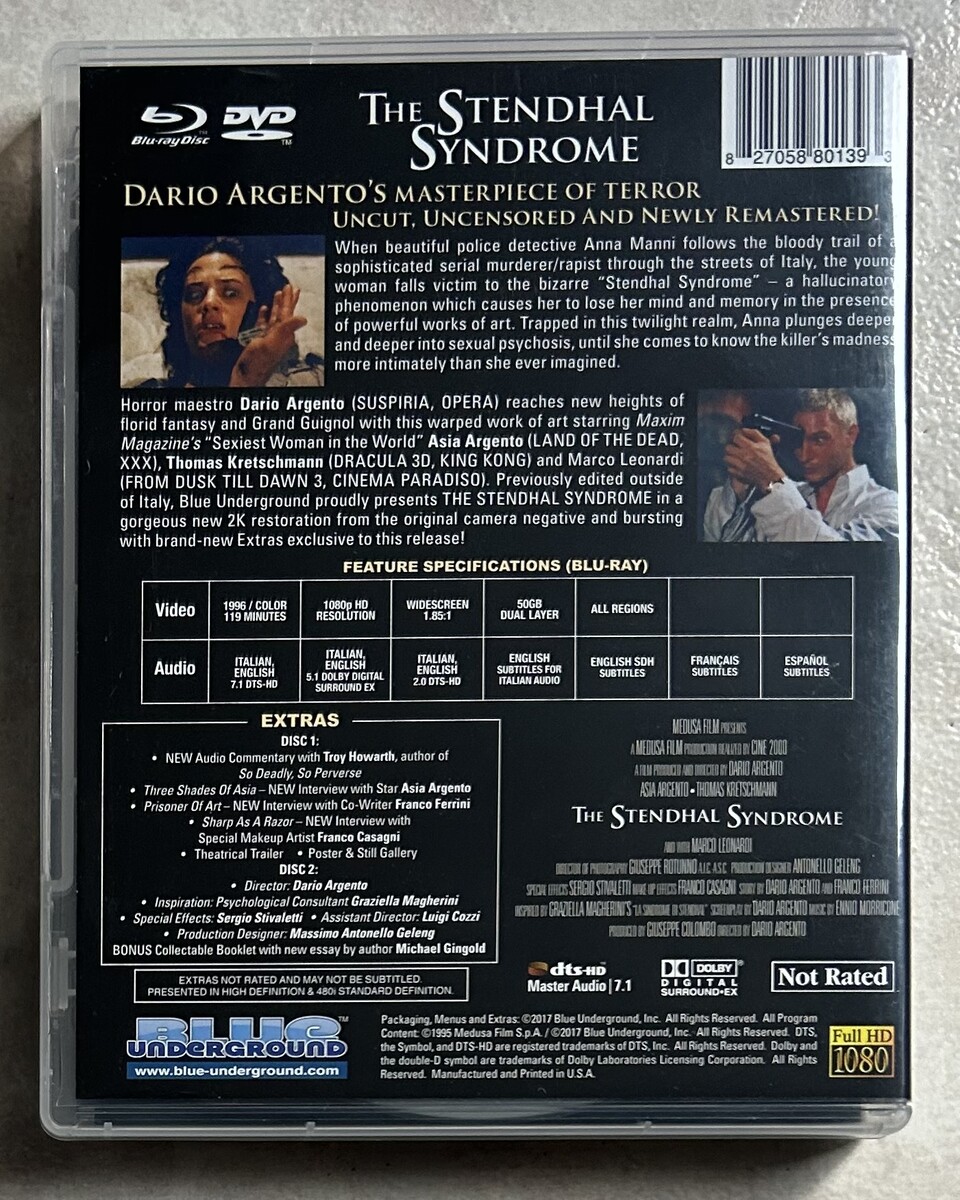 Blu-ray Disc™ DVD™
THE STENDHAL
SYNDROME
8 27058 80139 3
DARIO ARGENTO'S MASTERPIECE OF TERROR
UNCUT, UNCENSORED AND NEWLY REMASTERED!
When beautiful police detective Anna Manni follows the bloody trail of a
sophisticated serial murderer/rapist through the streets of Italy, the young
woman falls victim to the bizarre “Stendhal Syndrome” – a hallucinatory
phenomenon which causes her to lose her mind and memory in the presence
of powerful works of art. Trapped in this twilight realm, Anna plunges deeper
and deeper into sexual psychosis, until she comes to know the killer's madness
more intimately than she ever imagined.
Horror maestro Dario Argento (SUSPIRIA, OPERA) reaches new heights of
florid fantasy and Grand Guignol with this warped work of art starring Maxim
Magazine's “Sexiest Woman in the World” Asia Argento (LAND OF THE DEAD,
XXX), Thomas Kretschmann (DRACULA 3D, KING KONG) and Marco Leonardi
(FROM DUSK TILL DAWN 3, CINEMA PARADISO). Previously edited outside
of Italy, Blue Underground proudly presents THE STENDHAL SYNDROME in a
gorgeous new 2K restoration from the original camera negative and bursting
with brand-new Extras exclusive to this release!
FEATURE SPECIFICATIONS (BLU-RAY)
Video
1996 / COLOR
119 MINUTES
1080p HD
RESOLUTION
WIDESCREEN
1.85:1
50GB
DUAL LAYER
ALL REGIONS
Audio
ITALIAN,
ENGLISH
7.1 DTS-HD
ITALIAN,
ENGLISH
5.1 DOLBY DIGITAL
SURROUND EX
ITALIAN,
ENGLISH
2.0 DTS-HD
ENGLISH
SUBTITLES FOR
ITALIAN AUDIO
ENGLISH SDH
SUBTITLES
FRANÇAIS
SUBTITLES
ESPAÑOL
SUBTITLES
EXTRAS
DISC 1:
• NEW Audio Commentary with Troy Howarth, author of
So Deadly, So Perverse
• Three Shades Of Asia – NEW Interview with Star Asia Argento
• Prisoner Of Art – NEW Interview with Co-Writer Franco Ferrini
• Sharp As A Razor – NEW Interview with
Special Makeup Artist Franco Casagni
• Theatrical Trailer • Poster & Still Gallery
DISC 2:
• Director: Dario Argento
• Inspiration: Psychological Consultant Graziella Magherini
• Special Effects: Sergio Stivaletti • Assistant Director: Luigi Cozzi
• Production Designer: Massimo Antonello Geleng
BONUS Collectable Booklet with new essay by author Michael Gingold
EXTRAS NOT RATED AND MAY NOT BE SUBTITLED.
PRESENTED IN HIGH DEFINITION & 480i STANDARD DEFINITION.
MEDUSA FILM PRESENTS
A MEDUSA FILM PRODUCTION REALIZED BY CINE 2000
A FILM PRODUCED AND DIRECTED BY DARIO ARGENTO
ASIA ARGENTO • THOMAS KRETSCHMANN
THE STENDHAL SYNDROME
AND WITH MARCO LEONARDI
DIRECTOR OF PHOTOGRAPHY GIUSEPPE ROTUNNO A.I.C. A.S.C. PRODUCTION DESIGNER ANTONELLO GELENG
SPECIAL EFFECTS SERGIO STIVALETTI MAKE UP EFFECTS FRANCO CASAGNI STORY BY DARIO ARGENTO AND FRANCO FERRINI
INSPIRED BY GRAZIELLA MAGHERINI'S "LA SINDROME DI STENDHAL" SCREENPLAY BY DARIO ARGENTO MUSIC BY ENNIO MORRICONE
PRODUCED BY GIUSEPPE COLOMBO DIRECTED BY DARIO ARGENTO
dts-HD
Master Audio | 7.1
DOLBY®
DIGITAL
SURROUND•EX
Not Rated
BLUE™
UNDERGROUND
www.blue-underground.com
Packaging, Menus and Extras: ©2017 Blue Underground, Inc. All Rights Reserved. All Program
Content: ©1995 Medusa Film S.p.A. / ©2017 Blue Underground, Inc. All Rights Reserved. DTS,
the Symbol, and DTS-HD are registered trademarks of DTS, Inc. All Rights Reserved. Dolby and
the double-D symbol are trademarks of Dolby Laboratories Licensing Corporation. All Rights
Reserved. Manufactured and Printed in U.S.A.
Full HD
1080